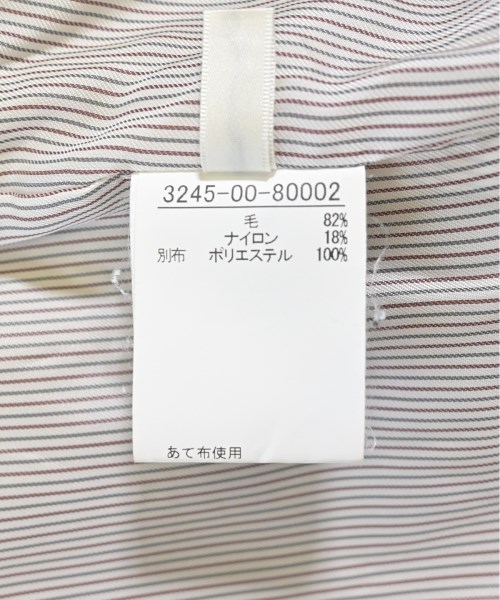 3245-00-80002
毛 82%
ナイロン 18%
別布 ポリエステル 100%
あて布使用